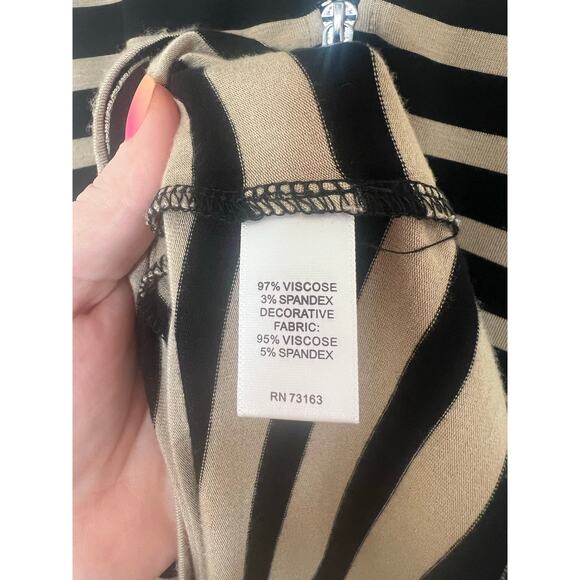 97% VISCOSE
3% SPANDEX
DECORATIVE
FABRIC:
95% VISCOSE
5% SPANDEX
RN 73163